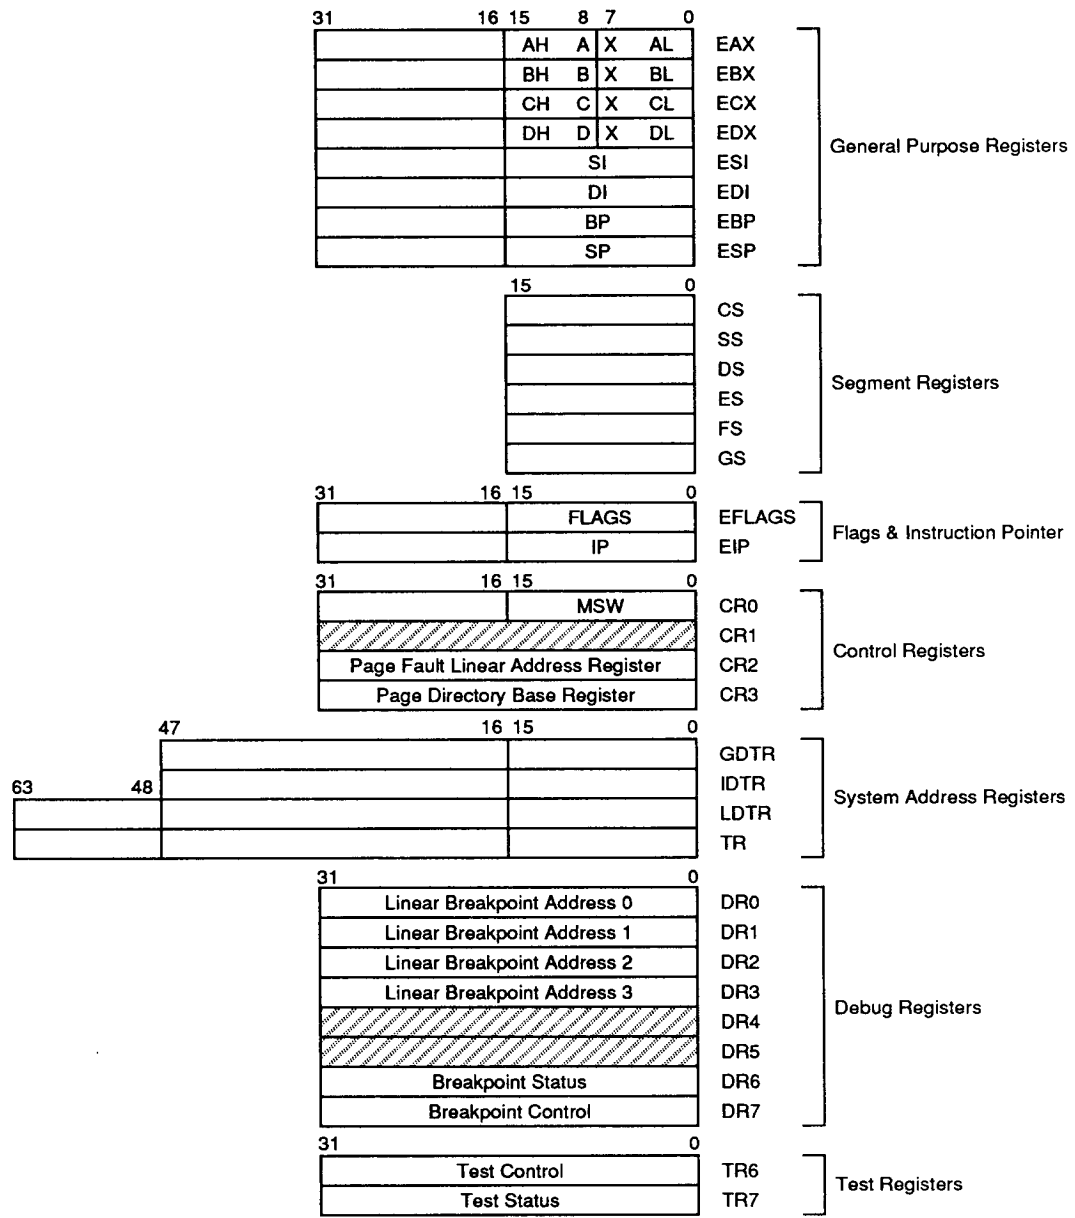 31 16 15 8 7 0
AH A X AL EAX
BH B X BL EBX
CH C X CL ECX
DH D X DL EDX
General Purpose Registers
SI ESI
DI EDI
BP EBP
SP ESP
15 0
CS
SS
DS
Segment Registers
ES
FS
GS
31 16 15 0
FLAGS EFLAGS
Flags & Instruction Pointer
IP EIP
31 16 15 0
MSW CR0
CR1
Control Registers
Page Fault Linear Address Register CR2
Page Directory Base Register CR3
47 16 15 0
GDTR
IDTR
63 48
System Address Registers
LDTR
TR
31 0
Linear Breakpoint Address 0 DR0
Linear Breakpoint Address 1 DR1
Linear Breakpoint Address 2 DR2
Linear Breakpoint Address 3 DR3
Debug Registers
DR4
DR5
Breakpoint Status DR6
Breakpoint Control DR7
31 0
Test Control TR6
Test Registers
Test Status TR7